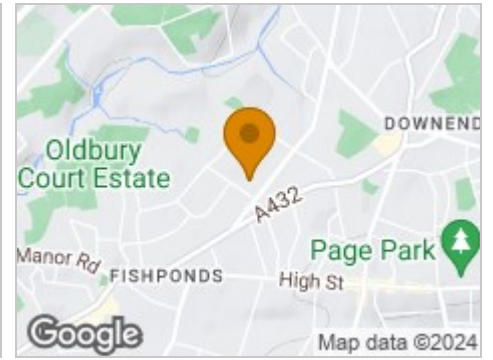 DOWNEND
Oldbury
Court Estate
A432
Page Park
Manor Rd
FISHPONDS
High St
Google
Map data ©2024